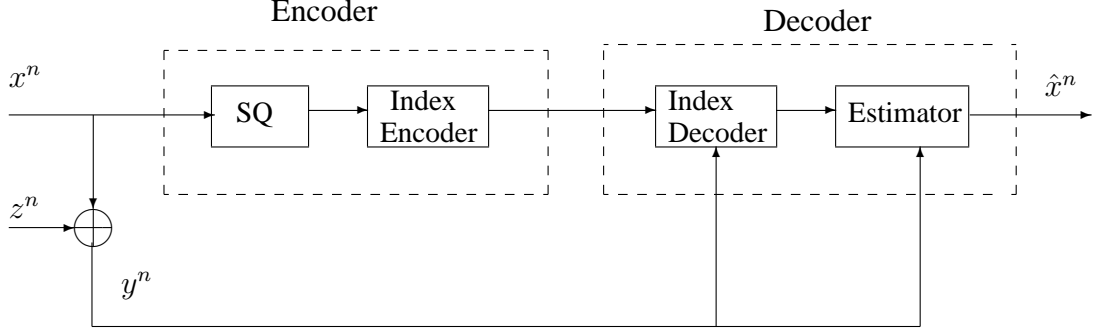 Encoder
Decoder
x^n
SQ
Index
Encoder
Index
Decoder
Estimator
x̂^n
z^n
y^n